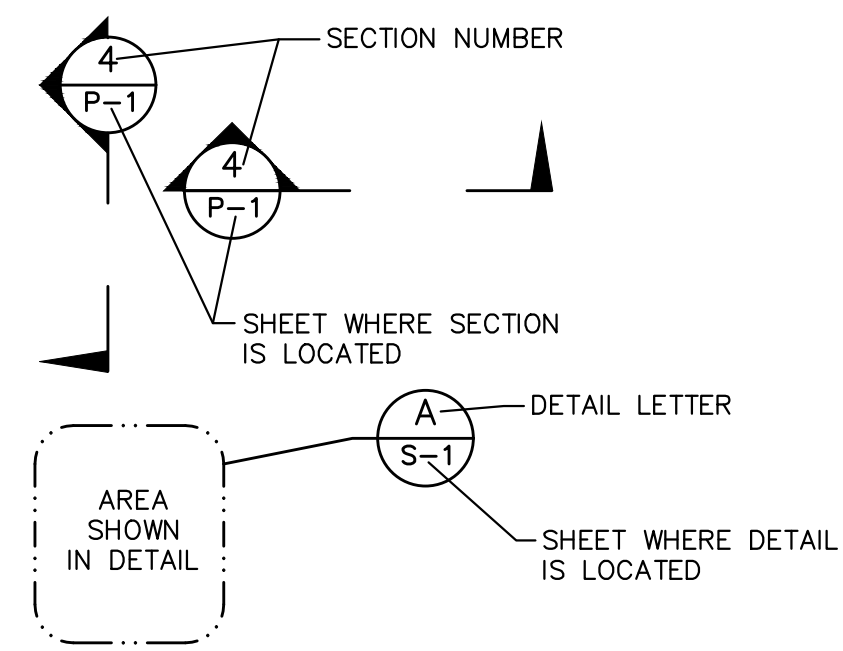 4
P-1
SECTION NUMBER
4
P-1
SHEET WHERE SECTION
IS LOCATED
A
S-1
DETAIL LETTER
AREA
SHOWN
IN DETAIL
SHEET WHERE DETAIL
IS LOCATED